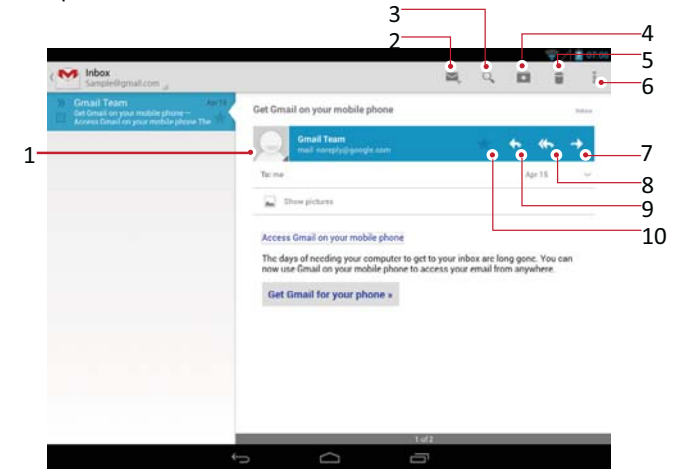 3
4
2
5
07:06
Inbox
Sample@gmail.com
6
Gmail Team
Apr 15
Get Gmail on your mobile phone –
Access Gmail on your mobile phone The
Get Gmail on your mobile phone
Inbox
1
Gmail Team
mail-noreply@google.com
7
To: me
Apr 15
8
9
Show pictures
10
Access Gmail on your mobile phone
The days of needing your computer to get to your inbox are long gone. You can
now use Gmail on your mobile phone to access your email from anywhere.
Get Gmail for your phone »
1 of 2